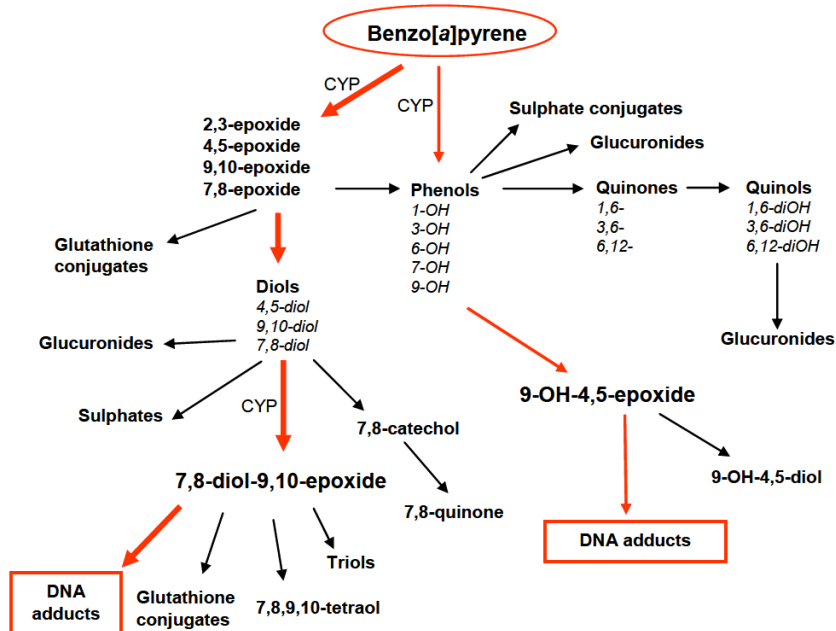 Benzo[a]pyrene
CYP
CYP
2,3-epoxide
4,5-epoxide
9,10-epoxide
7,8-epoxide
Sulphate conjugates
Glucuronides
Phenols
1-OH
3-OH
6-OH
7-OH
9-OH
Quinones
1,6-
3,6-
6,12-
Quinols
1,6-diOH
3,6-diOH
6,12-diOH
Glutathione
conjugates
Diols
4,5-diol
9,10-diol
7,8-diol
Glucuronides
Glucuronides
Sulphates
CYP
7,8-catechol
9-OH-4,5-epoxide
7,8-diol-9,10-epoxide
7,8-quinone
9-OH-4,5-diol
DNA adducts
Triols
DNA
adducts
Glutathione
conjugates
7,8,9,10-tetraol